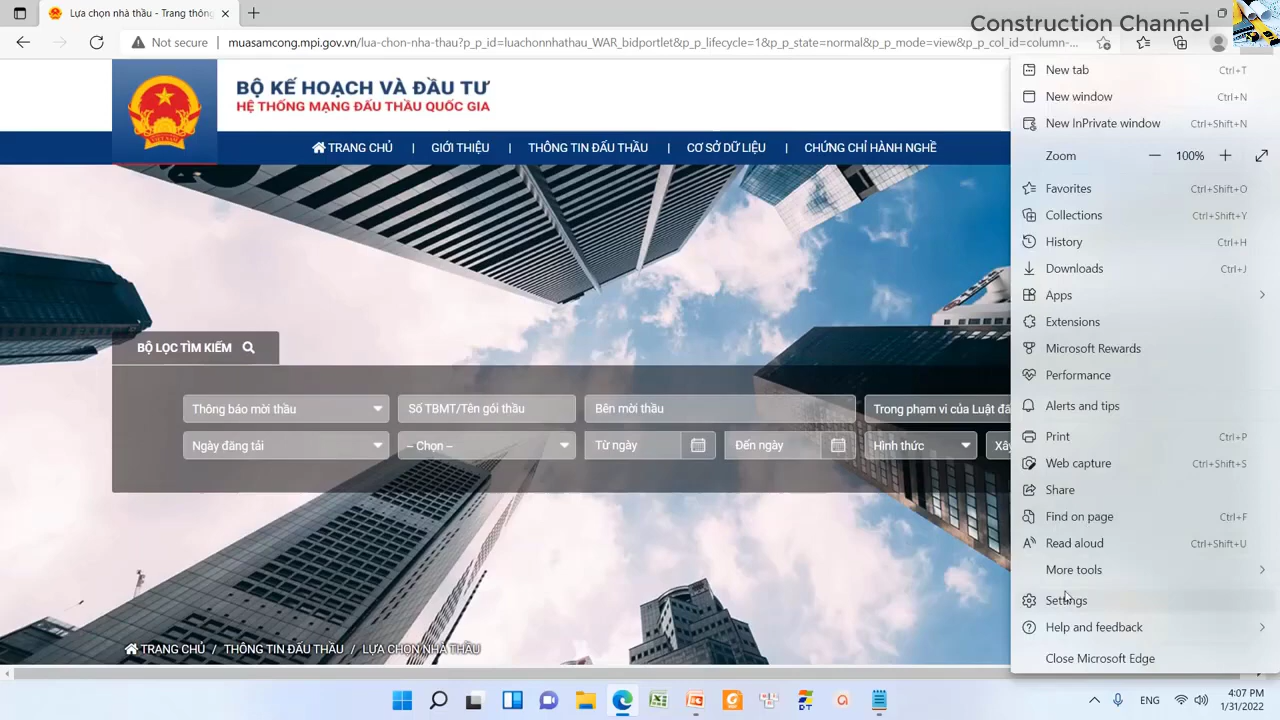 Lựa chọn nhà thầu - Trang thông
Construction Channel
Not secure
muasamcong.mpi.gov.vn/lua-chon-nha-thau?p_p_id=luachonnhathau_WAR_bidportlet&p_p_lifecycle=1&p_p_state=normal&p_p_mode=view&p_p_col_id=column-...
BỘ KẾ HOẠCH VÀ ĐẦU TƯ
HỆ THỐNG MẠNG ĐẤU THẦU QUỐC GIA
TRANG CHỦ | GIỚI THIỆU | THÔNG TIN ĐẤU THẦU | CƠ SỞ DỮ LIỆU | CHỨNG CHỈ HÀNH NGHỀ
BỘ LỌC TÌM KIẾM
Thông báo mời thầu
Số TBMT/Tên gói thầu
Bên mời thầu
Trong phạm vi của Luật đấ
Ngày đăng tải
-- Chọn --
Từ ngày
Đến ngày
Hình thức
Xây
TRANG CHỦ / THÔNG TIN ĐẤU THẦU / LỰA CHỌN NHÀ THẦU
New tab Ctrl+T
New window Ctrl+N
New InPrivate window Ctrl+Shift+N
Zoom 100%
Favorites Ctrl+Shift+O
Collections Ctrl+Shift+Y
History Ctrl+H
Downloads Ctrl+J
Apps
Extensions
Microsoft Rewards
Performance
Alerts and tips
Print Ctrl+P
Web capture Ctrl+Shift+S
Share
Find on page Ctrl+F
Read aloud Ctrl+Shift+U
More tools
Settings
Help and feedback
Close Microsoft Edge
ENG
4:07 PM
1/31/2022